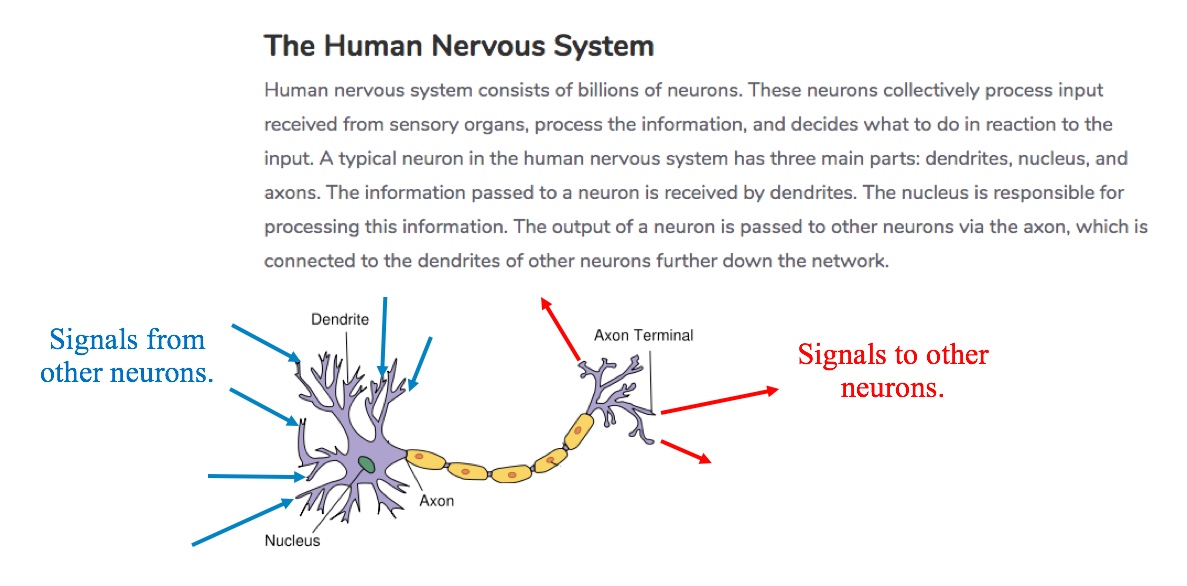 The Human Nervous System
Human nervous system consists of billions of neurons. These neurons collectively process input
received from sensory organs, process the information, and decides what to do in reaction to the
input. A typical neuron in the human nervous system has three main parts: dendrites, nucleus, and
axons. The information passed to a neuron is received by dendrites. The nucleus is responsible for
processing this information. The output of a neuron is passed to other neurons via the axon, which is
connected to the dendrites of other neurons further down the network.
Dendrite
Signals from
other neurons.
Axon Terminal
Signals to other
neurons.
Axon
Nucleus